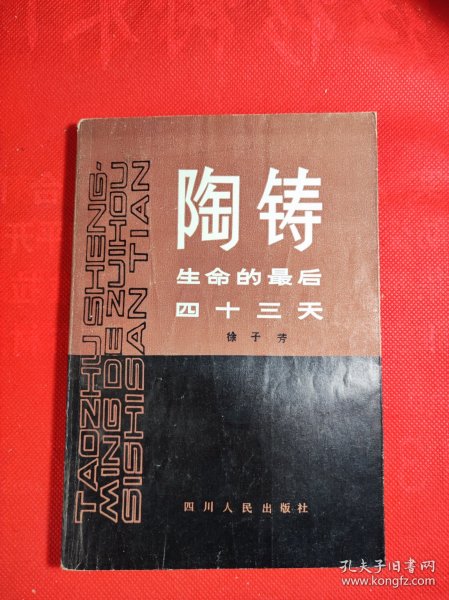 陶铸
生命的最后
四十三天
徐子芳
TAOZHU SHENG-
MING DE ZUIHOU
SISHISAN TIAN
四川人民出版社
孔夫子旧书网
www.kongfz.com